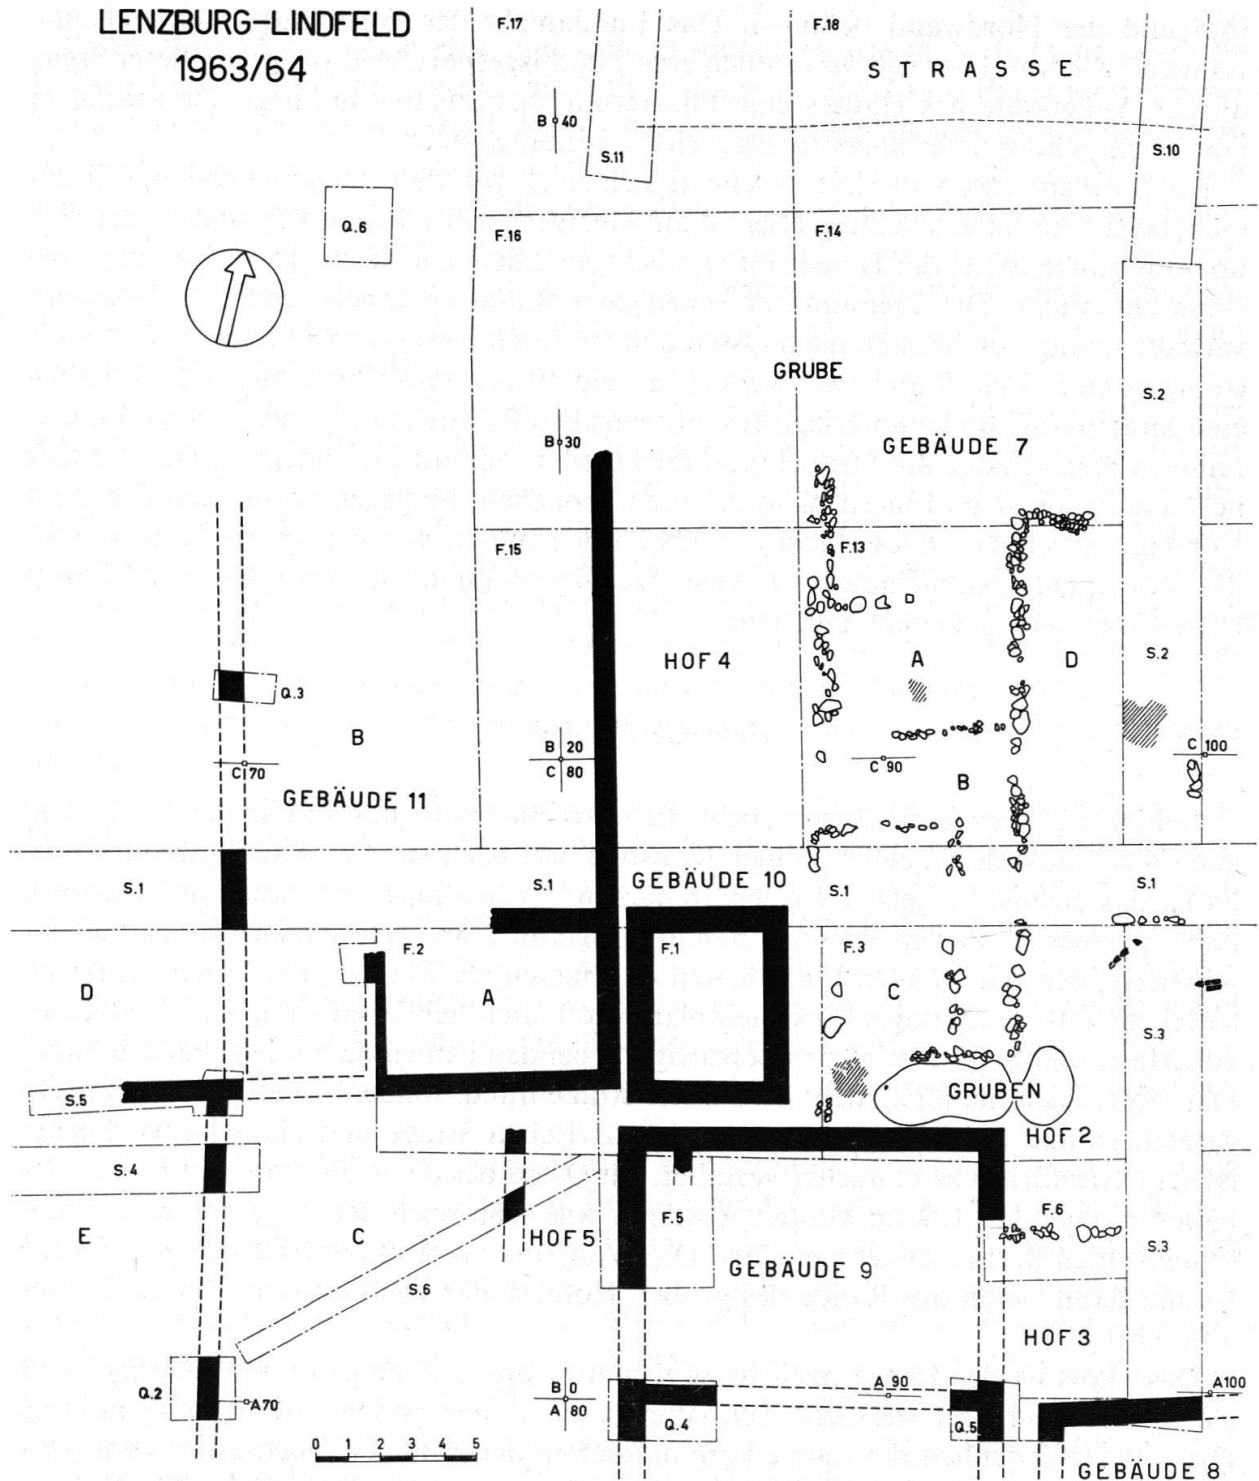 LENZBURG-LINDFELD
1963/64
F.17
F.18
STRASSE
B 40
S.11
S.10
Q.6
F.16
F.14
GRUBE
S.2
B 30
GEBÄUDE 7
F.15
F.13
HOF 4
A
D
S.2
Q.3
B
B 20
C 80
C 70
C 90
C 100
B
GEBÄUDE 11
S.1
S.1
GEBÄUDE 10
S.1
S.1
F.2
F.1
F.3
D
A
C
S.3
S.5
GRUBEN
HOF 2
S.4
E
C
HOF 5
F.5
F.6
S.3
GEBÄUDE 9
S.6
HOF 3
Q.2
A 70
B 0
A 80
A 90
A 100
Q.4
Q.5
0 1 2 3 4 5
GEBÄUDE 8